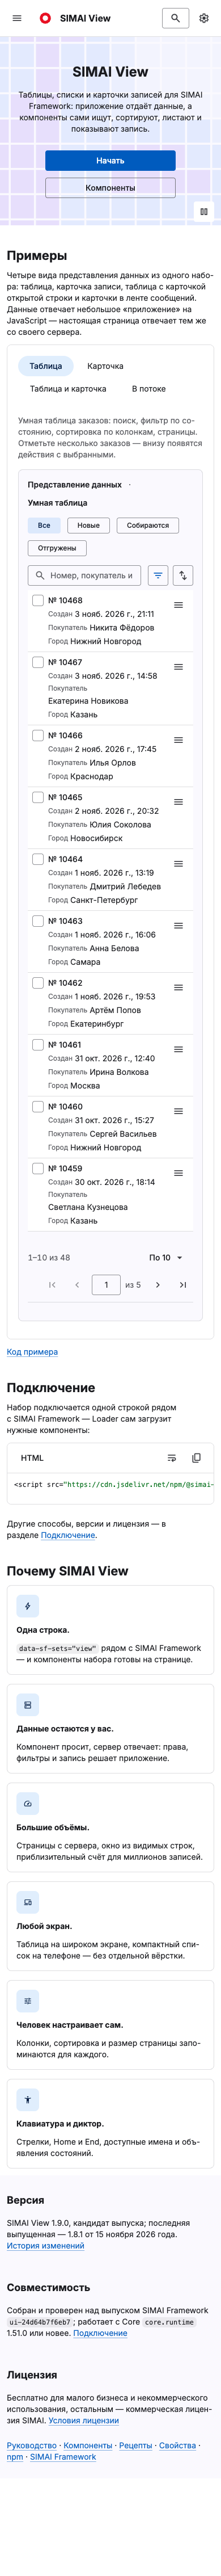 SIMAI View
SIMAI View
Таблицы, списки и карточки записей для SIMAI
Framework: приложение отдаёт данные, а
компоненты сами ищут, сортируют, листают и
показывают запись.
Начать
Компоненты
Примеры
Четыре вида представления данных из одного набо-
ра: таблица, карточка записи, таблица с карточкой
открытой строки и карточки в ленте сообщений.
Данные отвечает небольшое «приложение» на
JavaScript — настоящая страница отвечает тем же
со своего сервера.
Таблица
Карточка
Таблица и карточка
В потоке
Умная таблица заказов: поиск, фильтр по со-
стоянию, сортировка по колонкам, страницы.
Отметьте несколько заказов — внизу появятся
действия с выбранными.
Представление данных ·
Умная таблица
Все
Новые
Собираются
Отгружены
Номер, покупатель и
№ 10468
Создан 3 нояб. 2026 г., 21:11
Покупатель Никита Фёдоров
Город Нижний Новгород
№ 10467
Создан 3 нояб. 2026 г., 14:58
Покупатель
Екатерина Новикова
Город Казань
№ 10466
Создан 2 нояб. 2026 г., 17:45
Покупатель Илья Орлов
Город Краснодар
№ 10465
Создан 2 нояб. 2026 г., 20:32
Покупатель Юлия Соколова
Город Новосибирск
№ 10464
Создан 1 нояб. 2026 г., 13:19
Покупатель Дмитрий Лебедев
Город Санкт-Петербург
№ 10463
Создан 1 нояб. 2026 г., 16:06
Покупатель Анна Белова
Город Самара
№ 10462
Создан 1 нояб. 2026 г., 19:53
Покупатель Артём Попов
Город Екатеринбург
№ 10461
Создан 31 окт. 2026 г., 12:40
Покупатель Ирина Волкова
Город Москва
№ 10460
Создан 31 окт. 2026 г., 15:27
Покупатель Сергей Васильев
Город Нижний Новгород
№ 10459
Создан 30 окт. 2026 г., 18:14
Покупатель
Светлана Кузнецова
Город Казань
1–10 из 48
По 10
1 из 5
Код примера
Подключение
Набор подключается одной строкой рядом
с SIMAI Framework — Loader сам загрузит
нужные компоненты:
HTML
<script src="https://cdn.jsdelivr.net/npm/@simai-
Другие способы, версии и лицензия — в
разделе Подключение.
Почему SIMAI View
Одна строка.
data-sf-sets="view" рядом с SIMAI Framework
— и компоненты набора готовы на странице.
Данные остаются у вас.
Компонент просит, сервер отвечает: права,
фильтры и запись решает приложение.
Большие объёмы.
Страницы с сервера, окно из видимых строк,
приблизительный счёт для миллионов записей.
Любой экран.
Таблица на широком экране, компактный спи-
сок на телефоне — без отдельной вёрстки.
Человек настраивает сам.
Колонки, сортировка и размер страницы запо-
минаются для каждого.
Клавиатура и диктор.
Стрелки, Home и End, доступные имена и объ-
явления состояний.
Версия
SIMAI View 1.9.0, кандидат выпуска; последняя
выпущенная — 1.8.1 от 15 ноября 2026 года.
История изменений
Совместимость
Собран и проверен над выпуском SIMAI Framework
ui-24d64b7f6eb7; работает с Core core.runtime
1.51.0 или новее. Подключение
Лицензия
Бесплатно для малого бизнеса и некоммерческого
использования, остальным — коммерческая лицен-
зия SIMAI. Условия лицензии
Руководство · Компоненты · Рецепты · Свойства ·
npm · SIMAI Framework